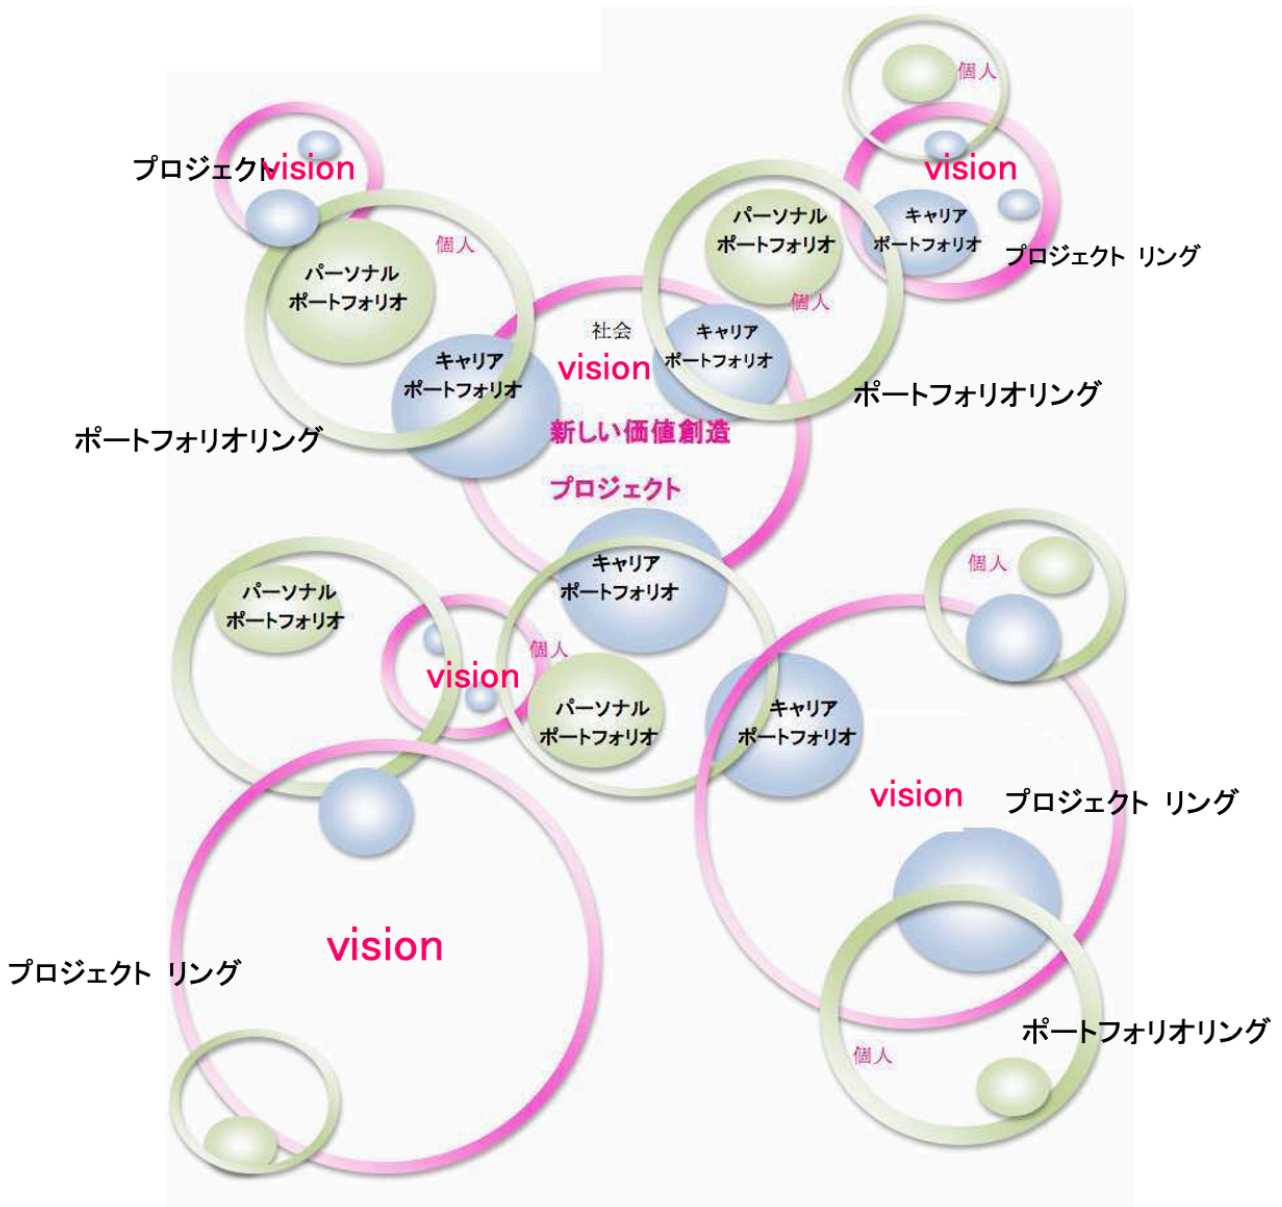 個人
プロジェクト
vision
vision
パーソナル
ポートフォリオ
キャリア
ポートフォリオ
個人
プロジェクト リング
パーソナル
ポートフォリオ
個人
社会
キャリア
ポートフォリオ
キャリア
ポートフォリオ
vision
ポートフォリオリング
新しい価値創造
ポートフォリオリング
プロジェクト
キャリア
ポートフォリオ
個人
パーソナル
ポートフォリオ
個人
vision
パーソナル
ポートフォリオ
キャリア
ポートフォリオ
vision
プロジェクト リング
vision
プロジェクト リング
ポートフォリオリング
個人